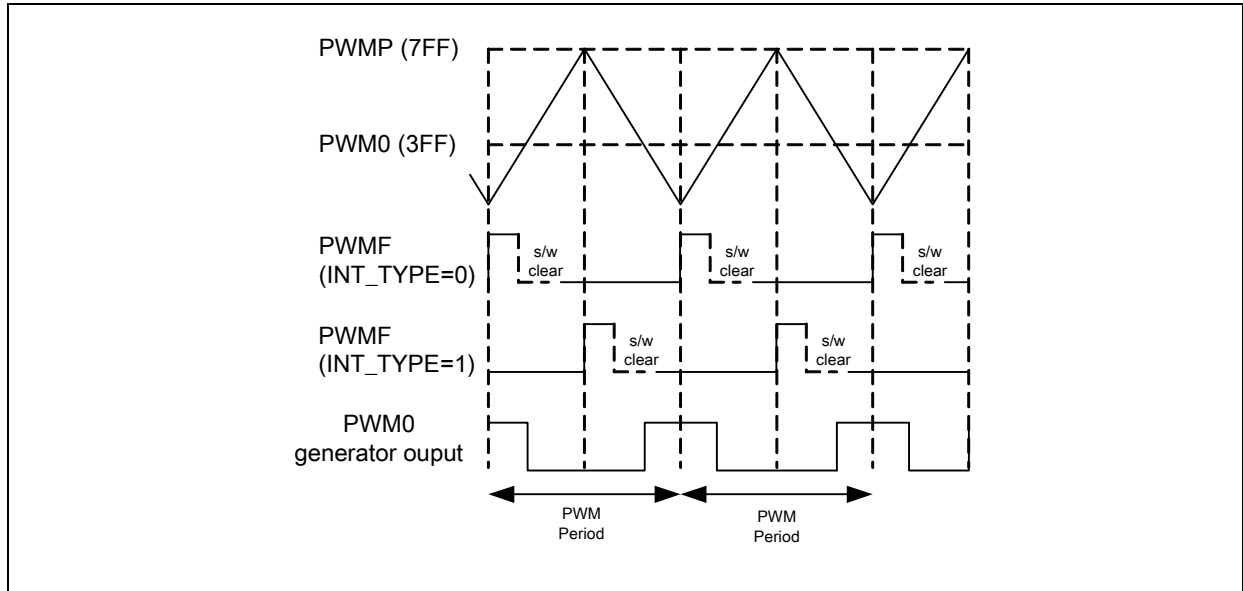 PWMP (7FF)
PWM0 (3FF)
PWMF
(INT_TYPE=0)
s/w
clear
s/w
clear
s/w
clear
PWMF
(INT_TYPE=1)
s/w
clear
s/w
clear
PWM0
generator ouput
PWM
Period
PWM
Period